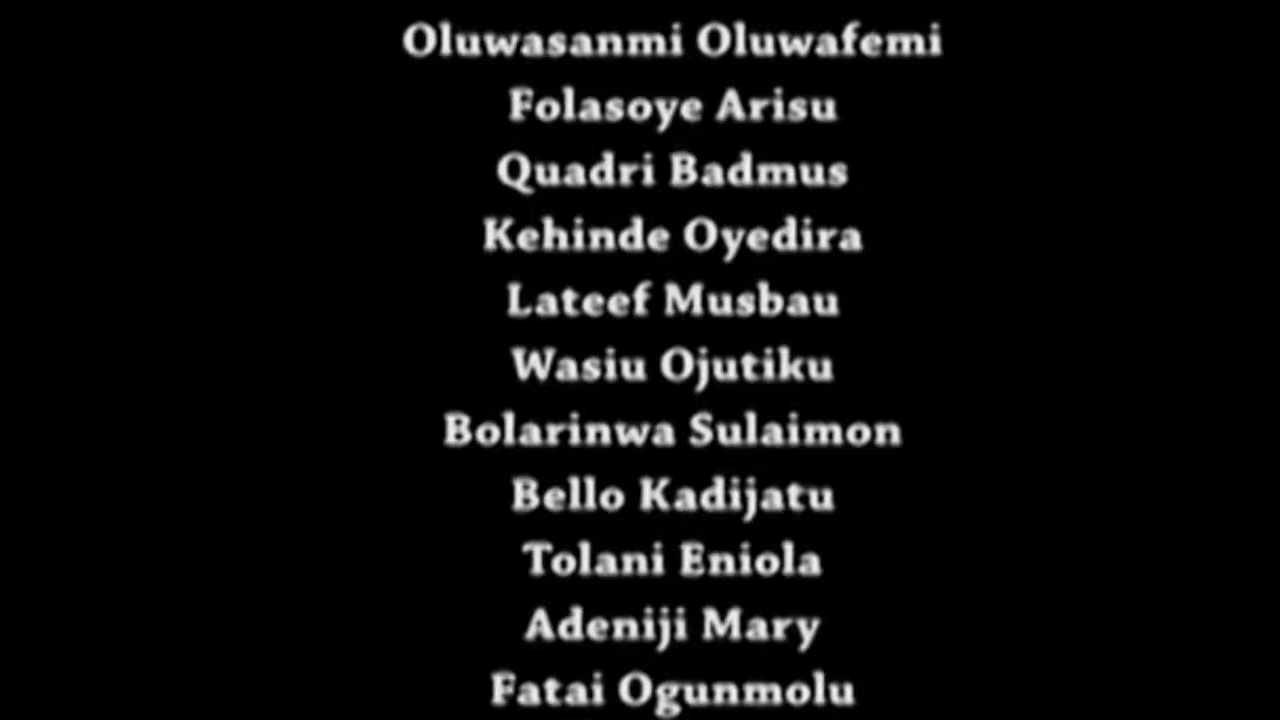 Oluwasanmi Oluwafemi
Folasoye Arisu
Quadri Badmus
Kehinde Oyedira
Lateef Musbau
Wasiu Ojutiku
Bolarinwa Sulaimon
Bello Kadijatu
Tolani Eniola
Adeniji Mary
Fatai Ogunmolu